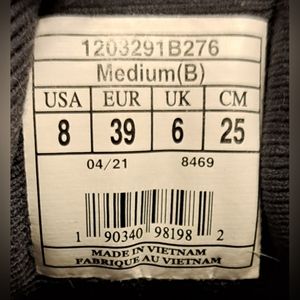 1203291B276
Medium(B)
USA EUR UK CM
8 39 6 25
04/21 8469
1 90340 98198 2
MADE IN VIETNAM
FABRIQUE AU VIETNAM